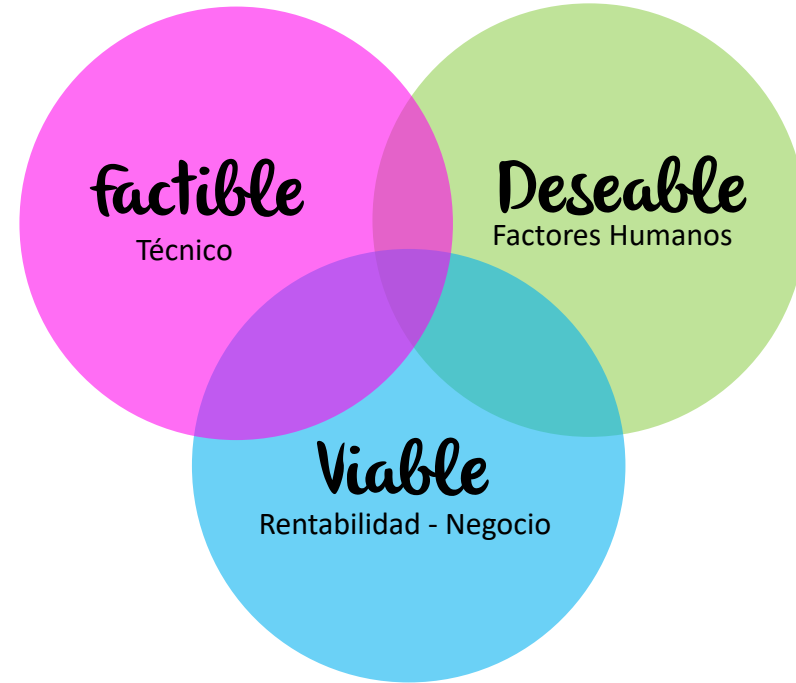 factible
Técnico
Deseable
Factores Humanos
Viable
Rentabilidad - Negocio